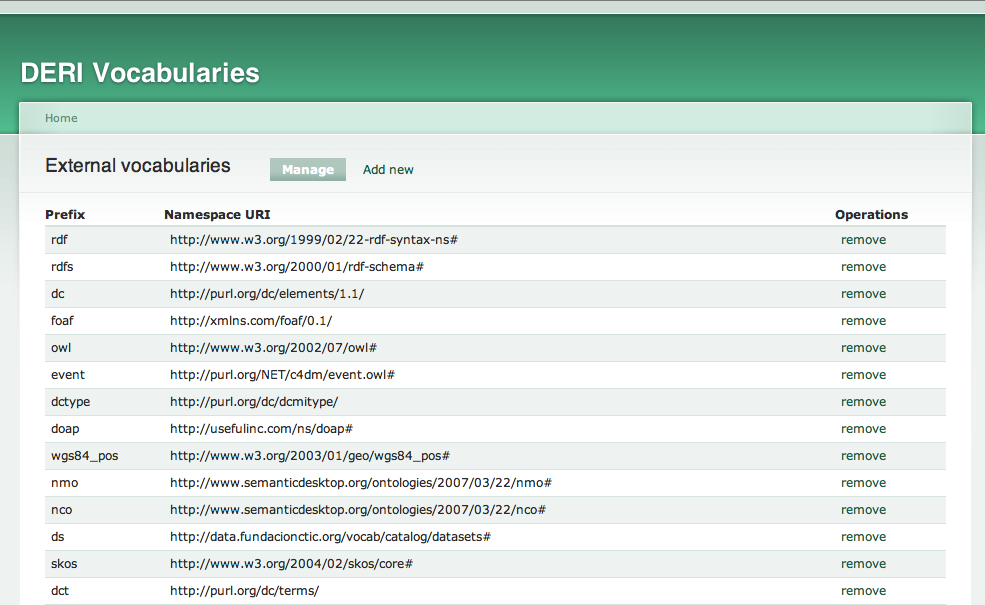 DERI Vocabularies
Home
External vocabularies Manage Add new
Prefix Namespace URI Operations
rdf http://www.w3.org/1999/02/22-rdf-syntax-ns# remove
rdfs http://www.w3.org/2000/01/rdf-schema# remove
dc http://purl.org/dc/elements/1.1/ remove
foaf http://xmlns.com/foaf/0.1/ remove
owl http://www.w3.org/2002/07/owl# remove
event http://purl.org/NET/c4dm/event.owl# remove
dctype http://purl.org/dc/dcmitype/ remove
doap http://usefulinc.com/ns/doap# remove
wgs84_pos http://www.w3.org/2003/01/geo/wgs84_pos# remove
nmo http://www.semanticdesktop.org/ontologies/2007/03/22/nmo# remove
nco http://www.semanticdesktop.org/ontologies/2007/03/22/nco# remove
ds http://data.fundacionctic.org/vocab/catalog/datasets# remove
skos http://www.w3.org/2004/02/skos/core# remove
dct http://purl.org/dc/terms/ remove